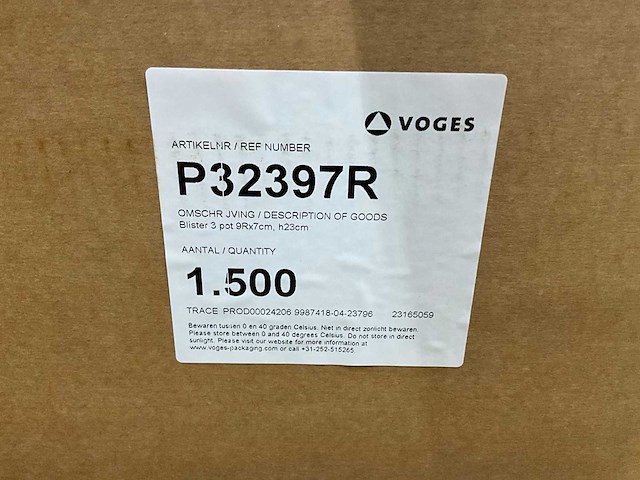 VOGES
ARTIKELNR / REF NUMBER
P32397R
OMSCHR JVING / DESCRIPTION OF GOODS
Blister 3 pot 9Rx7cm, h23cm
AANTAL / QUANTITY
1.500
TRACE PROD00024206 9987418-04-23796 23165059
Bewaren tussen 0 en 40 graden Celsius. Niet in direct zonlicht bewaren.
Please store between 0 and 40 degrees Celsius. Do not store in direct
sunlight. Please visit our website for more information at
www.voges-packaging.com or call +31-252-515265.